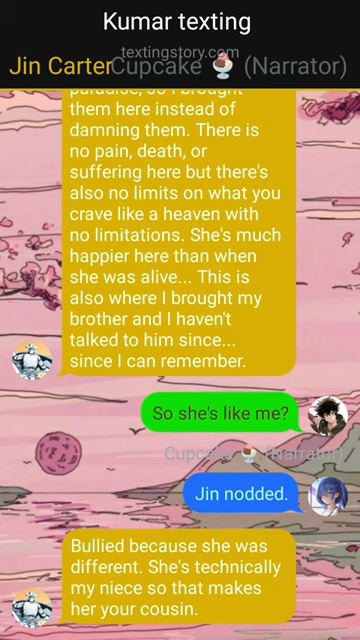 Kumar texting
textingstory.com
Jin Carter Cupcake 🍨 (Narrator)
paradise, so I brought
them here instead of
damning them. There is
no pain, death, or
suffering here but there's
also no limits on what you
crave like a heaven with
no limitations. She's much
happier here than when
she was alive... This is
also where I brought my
brother and I haven't
talked to him since...
since I can remember.
So she's like me?
Cupcake 🍨 (Narrator)
Jin nodded.
Bullied because she was
different. She's technically
my niece so that makes
her your cousin.